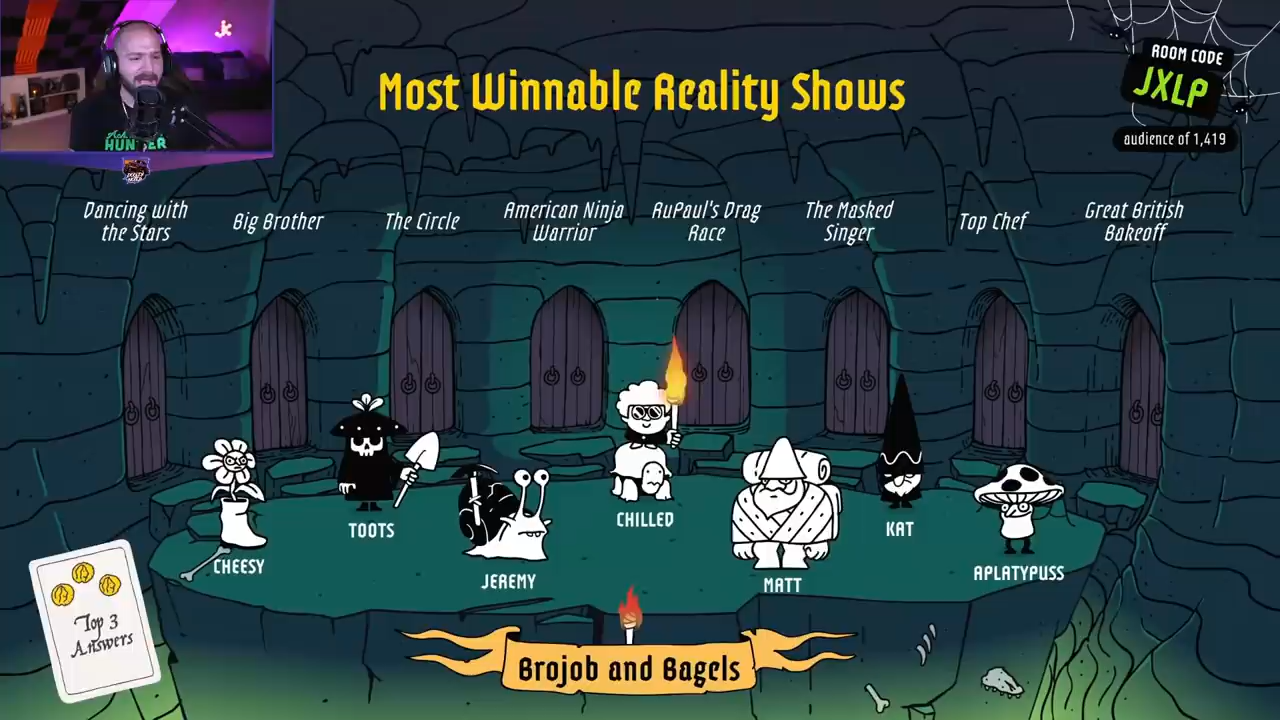 jk
HUNTER
Most Winnable Reality Shows
ROOM CODE
JXLP
audience of 1,419
Dancing with
the Stars
Big Brother
The Circle
American Ninja
Warrior
RuPaul's Drag
Race
The Masked
Singer
Top Chef
Great British
Bakeoff
CHEESY
TOOTS
JEREMY
CHILLED
MATT
KAT
APLATYPUSS
Top 3
Answers
Brojob and Bagels